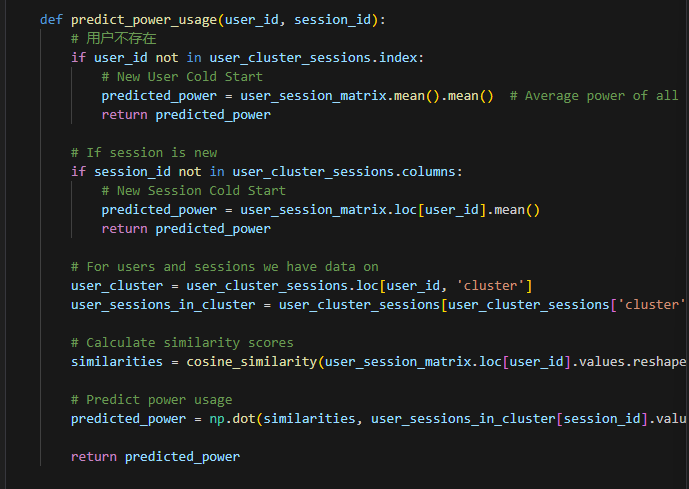 def predict_power_usage(user_id, session_id):
# 用户不存在
if user_id not in user_cluster_sessions.index:
# New User Cold Start
predicted_power = user_session_matrix.mean().mean()  # Average power of all
return predicted_power
# If session is new
if session_id not in user_cluster_sessions.columns:
# New Session Cold Start
predicted_power = user_session_matrix.loc[user_id].mean()
return predicted_power
# For users and sessions we have data on
user_cluster = user_cluster_sessions.loc[user_id, 'cluster']
user_sessions_in_cluster = user_cluster_sessions[user_cluster_sessions['cluster'
# Calculate similarity scores
similarities = cosine_similarity(user_session_matrix.loc[user_id].values.reshape
# Predict power usage
predicted_power = np.dot(similarities, user_sessions_in_cluster[session_id].valu
return predicted_power